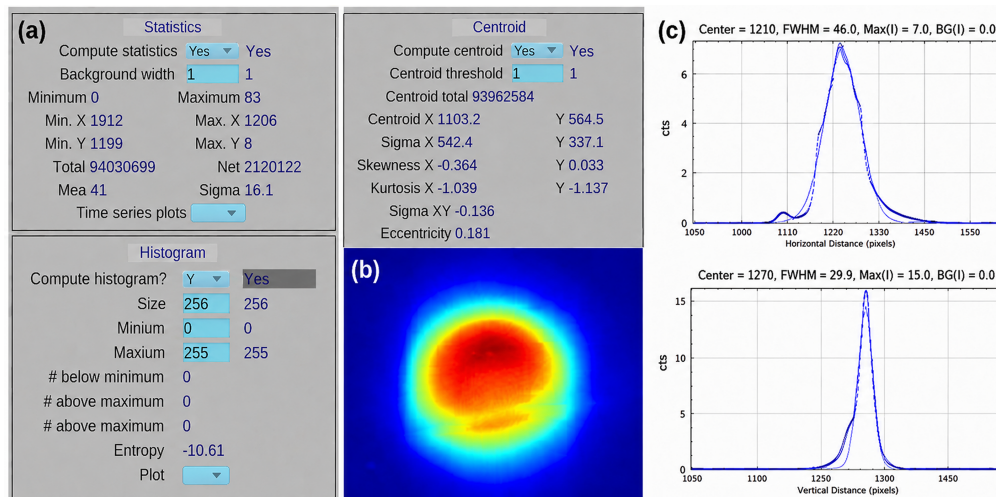 (a)
Statistics
Compute statistics Yes Yes
Background width 1 1
Minimum 0 Maximum 83
Min. X 1912 Max. X 1206
Min. Y 1199 Max. Y 8
Total 94030699 Net 2120122
Mea 41 Sigma 16.1
Time series plots
Centroid
Compute centroid Yes Yes
Centroid threshold 1 1
Centroid total 93962584
Centroid X 1103.2 Y 564.5
Sigma X 542.4 Y 337.1
Skewness X -0.364 Y 0.033
Kurtosis X -1.039 Y -1.137
Sigma XY -0.136
Eccentricity 0.181
Histogram
Compute histogram? Y Yes
Size 256 256
Minium 0 0
Maxium 255 255
# below minimum 0
# above maximum 0
# above maximum 0
Entropy -10.61
Plot
(b)
(c)
Center = 1210, FWHM = 46.0, Max(I) = 7.0, BG(I) = 0.0
cts
6
4
2
0
1050 1000 1110 1220 1330 1450 1550
Horizontal Distance (pixels)
Center = 1270, FWHM = 29.9, Max(I) = 15.0, BG(I) = 0.0
cts
15
10
5
0
1050 1100 1250 1300 1450
Vertical Distance (pixels)